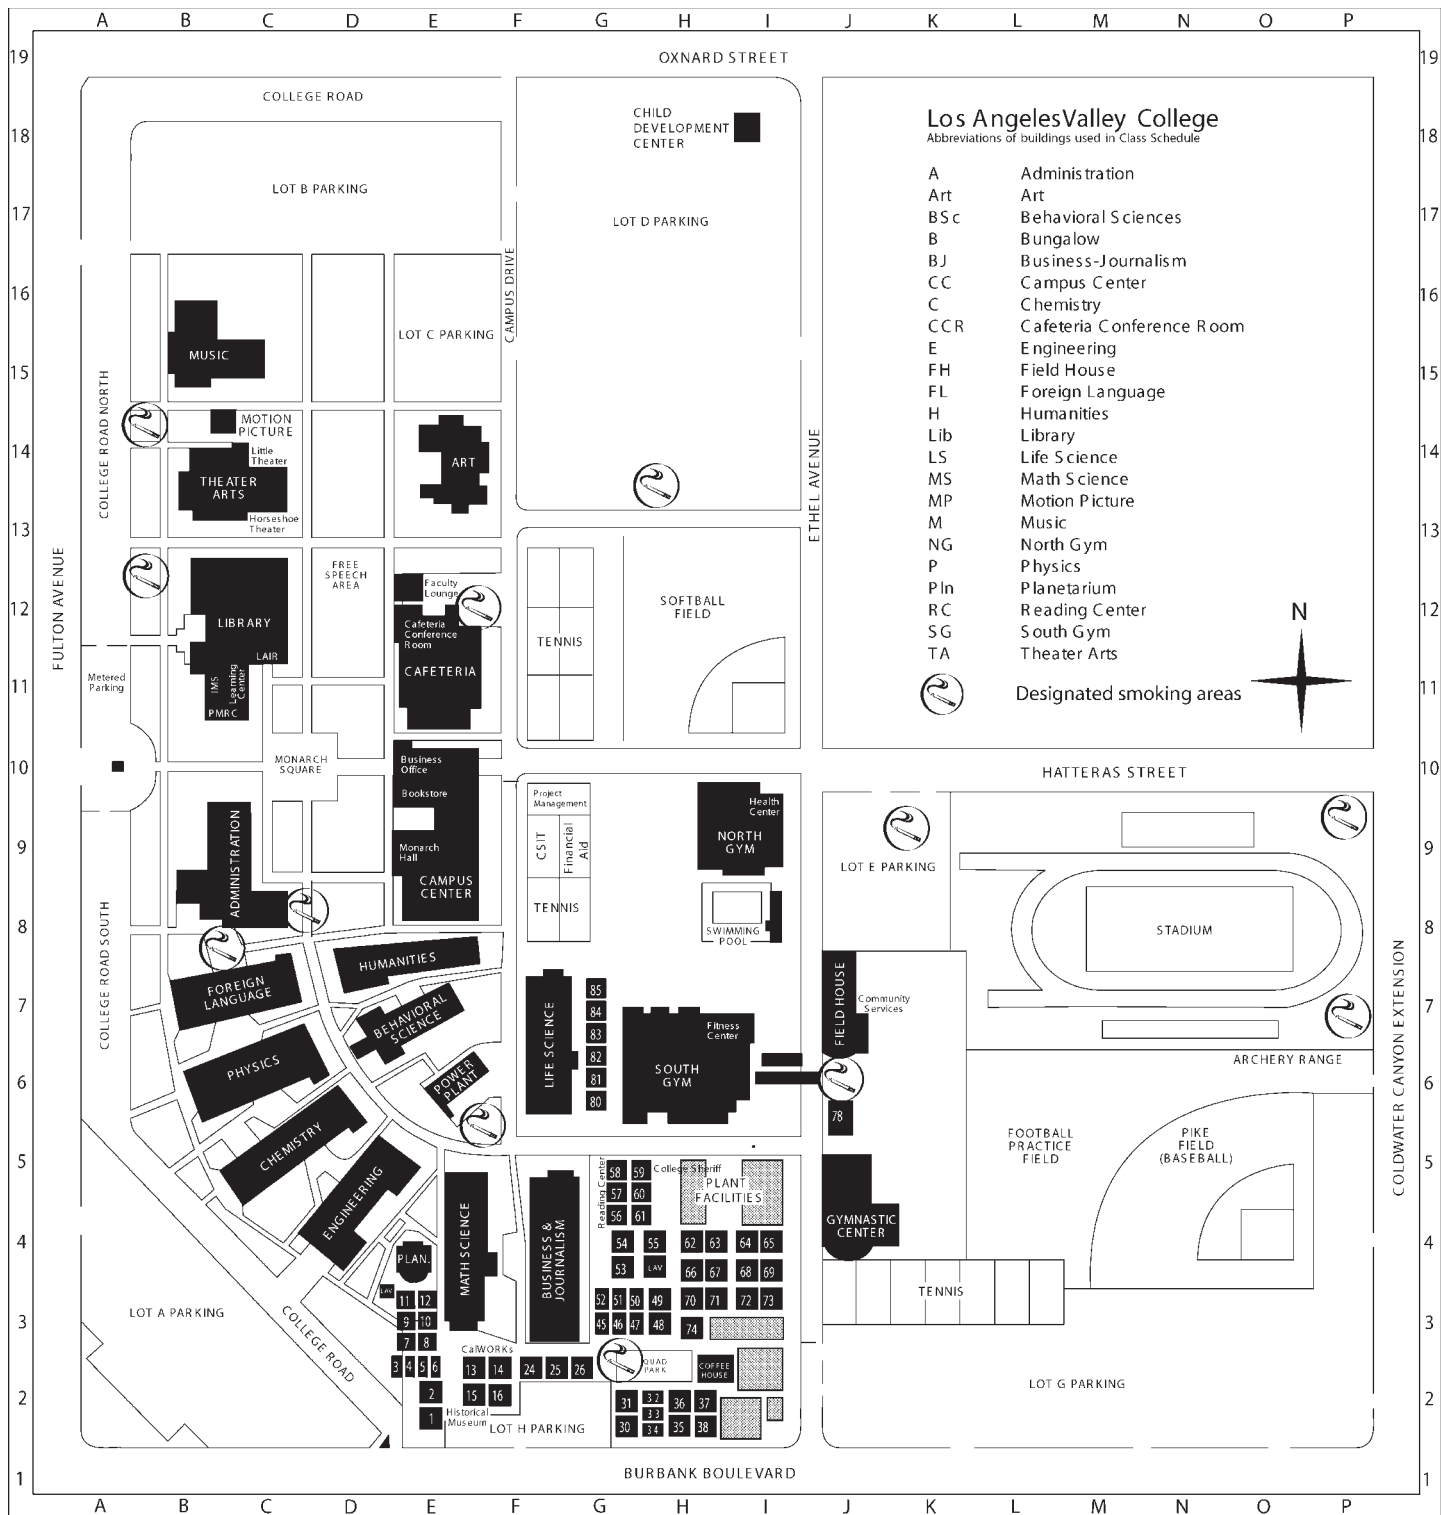 A B C D E F G H I J K L M N O P
19 OXNARD STREET 19
COLLEGE ROAD
CHILD
DEVELOPMENT
CENTER
Los Angeles Valley College
Abbreviations of buildings used in Class Schedule
18 18
A Administration
Art Art
BSc Behavioral Sciences
B Bungalow
BJ Business-Journalism
CC Campus Center
C Chemistry
CCR Cafeteria Conference Room
E Engineering
FH Field House
FL Foreign Language
H Humanities
Lib Library
LS Life Science
MS Math Science
MP Motion Picture
M Music
NG North Gym
P Physics
Pln Planetarium
RC Reading Center
SG South Gym
TA Theater Arts
Designated smoking areas
N
LOT B PARKING
LOT D PARKING
17 17
CAMPUS DRIVE
16 16
LOT C PARKING
MUSIC
15 15
COLLEGE ROAD NORTH
MOTION
PICTURE
14 14
Little
Theater
THEATER
ARTS
Horseshoe
Theater
ART
ETHEL AVENUE
13 13
FULTON AVENUE
FREE
SPEECH
AREA
Faculty
Lounge
12 12
LIBRARY
LAIR
IMS
Learning
Center
PMRC
Cafeteria
Conference
Room
CAFETERIA
TENNIS
SOFTBALL
FIELD
Metered
Parking
11 11
MONARCH
SQUARE
10 10
Business
Office
Bookstore
Monarch
Hall
CAMPUS
CENTER
Project
Management
CSIT
Financial
Aid
TENNIS
Health
Center
NORTH
GYM
SWIMMING
POOL
HATTERAS STREET
LOT E PARKING
9 9
ADMINISTRATION
8 8
STADIUM
COLLEGE ROAD SOUTH
FOREIGN
LANGUAGE
HUMANITIES
BEHAVIORAL
SCIENCE
7 7
LIFE SCIENCE
85
84
83
82
81
80
Fitness
Center
SOUTH
GYM
FIELD HOUSE
Community
Services
COLDWATER CANYON EXTENSION
ARCHERY RANGE
PHYSICS
POWER
PLANT
6 6
78
CHEMISTRY
ENGINEERING
5 5
FOOTBALL
PRACTICE
FIELD
PIKE
FIELD
(BASEBALL)
Reading Center
58 59 College Sheriff
57 60
56 61
PLANT
FACILITIES
GYMNASTIC
CENTER
4 4
PLAN.
MATH SCIENCE
BUSINESS &
JOURNALISM
54 55 62 63 64 65
53 LAV 66 67 68 69
52 51 50 49 70 71 72 73
45 46 47 48 74
TENNIS
LAV
11 12
9 10
7 8
3 4 5 6
2
1
LOT A PARKING
COLLEGE ROAD
3 3
CalWORKs
13 14 24 25 26
15 16
Historical
Museum
QUAD
PARK
COFFEE
HOUSE
LOT G PARKING
2 2
31 32 36 37
33
30 34 35 38
LOT H PARKING
1 BURBANK BOULEVARD 1
A B C D E F G H I J K L M N O P